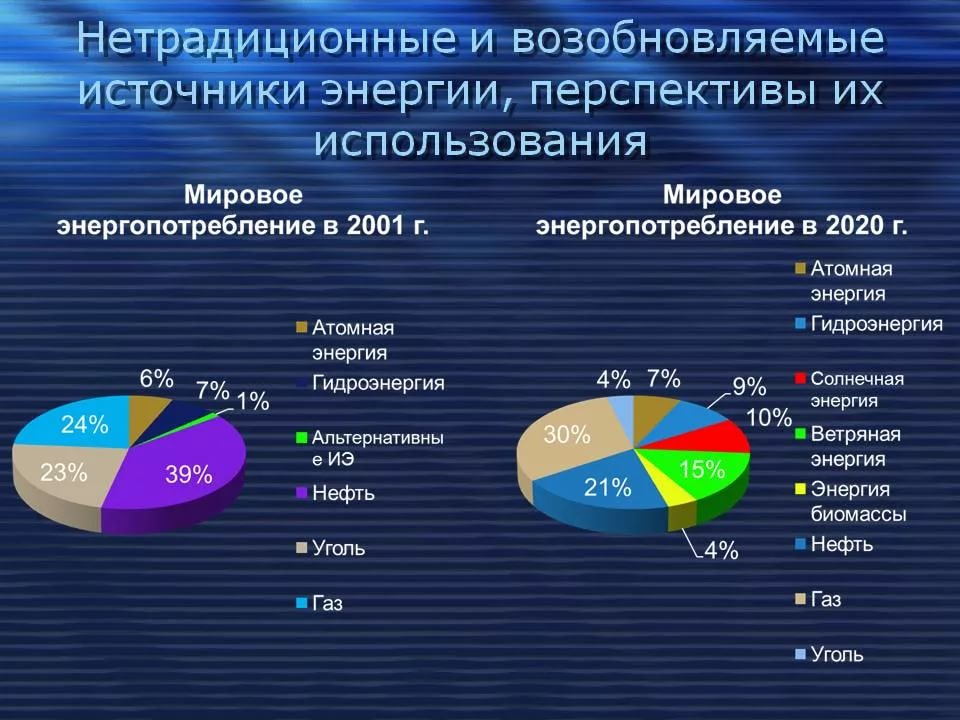 Нетрадиционные и возобновляемые
источники энергии, перспективы их
использования
Мировое
энергопотребление в 2001 г.
6%
7%
1%
24%
23%
39%
Атомная
энергия
Гидроэнергия
Альтернативны
е ИЭ
Нефть
Уголь
Газ
Мировое
энергопотребление в 2020 г.
4%
7%
9%
10%
30%
15%
21%
4%
Атомная
энергия
Гидроэнергия
Солнечная
энергия
Ветряная
энергия
Энергия
биомассы
Нефть
Газ
Уголь